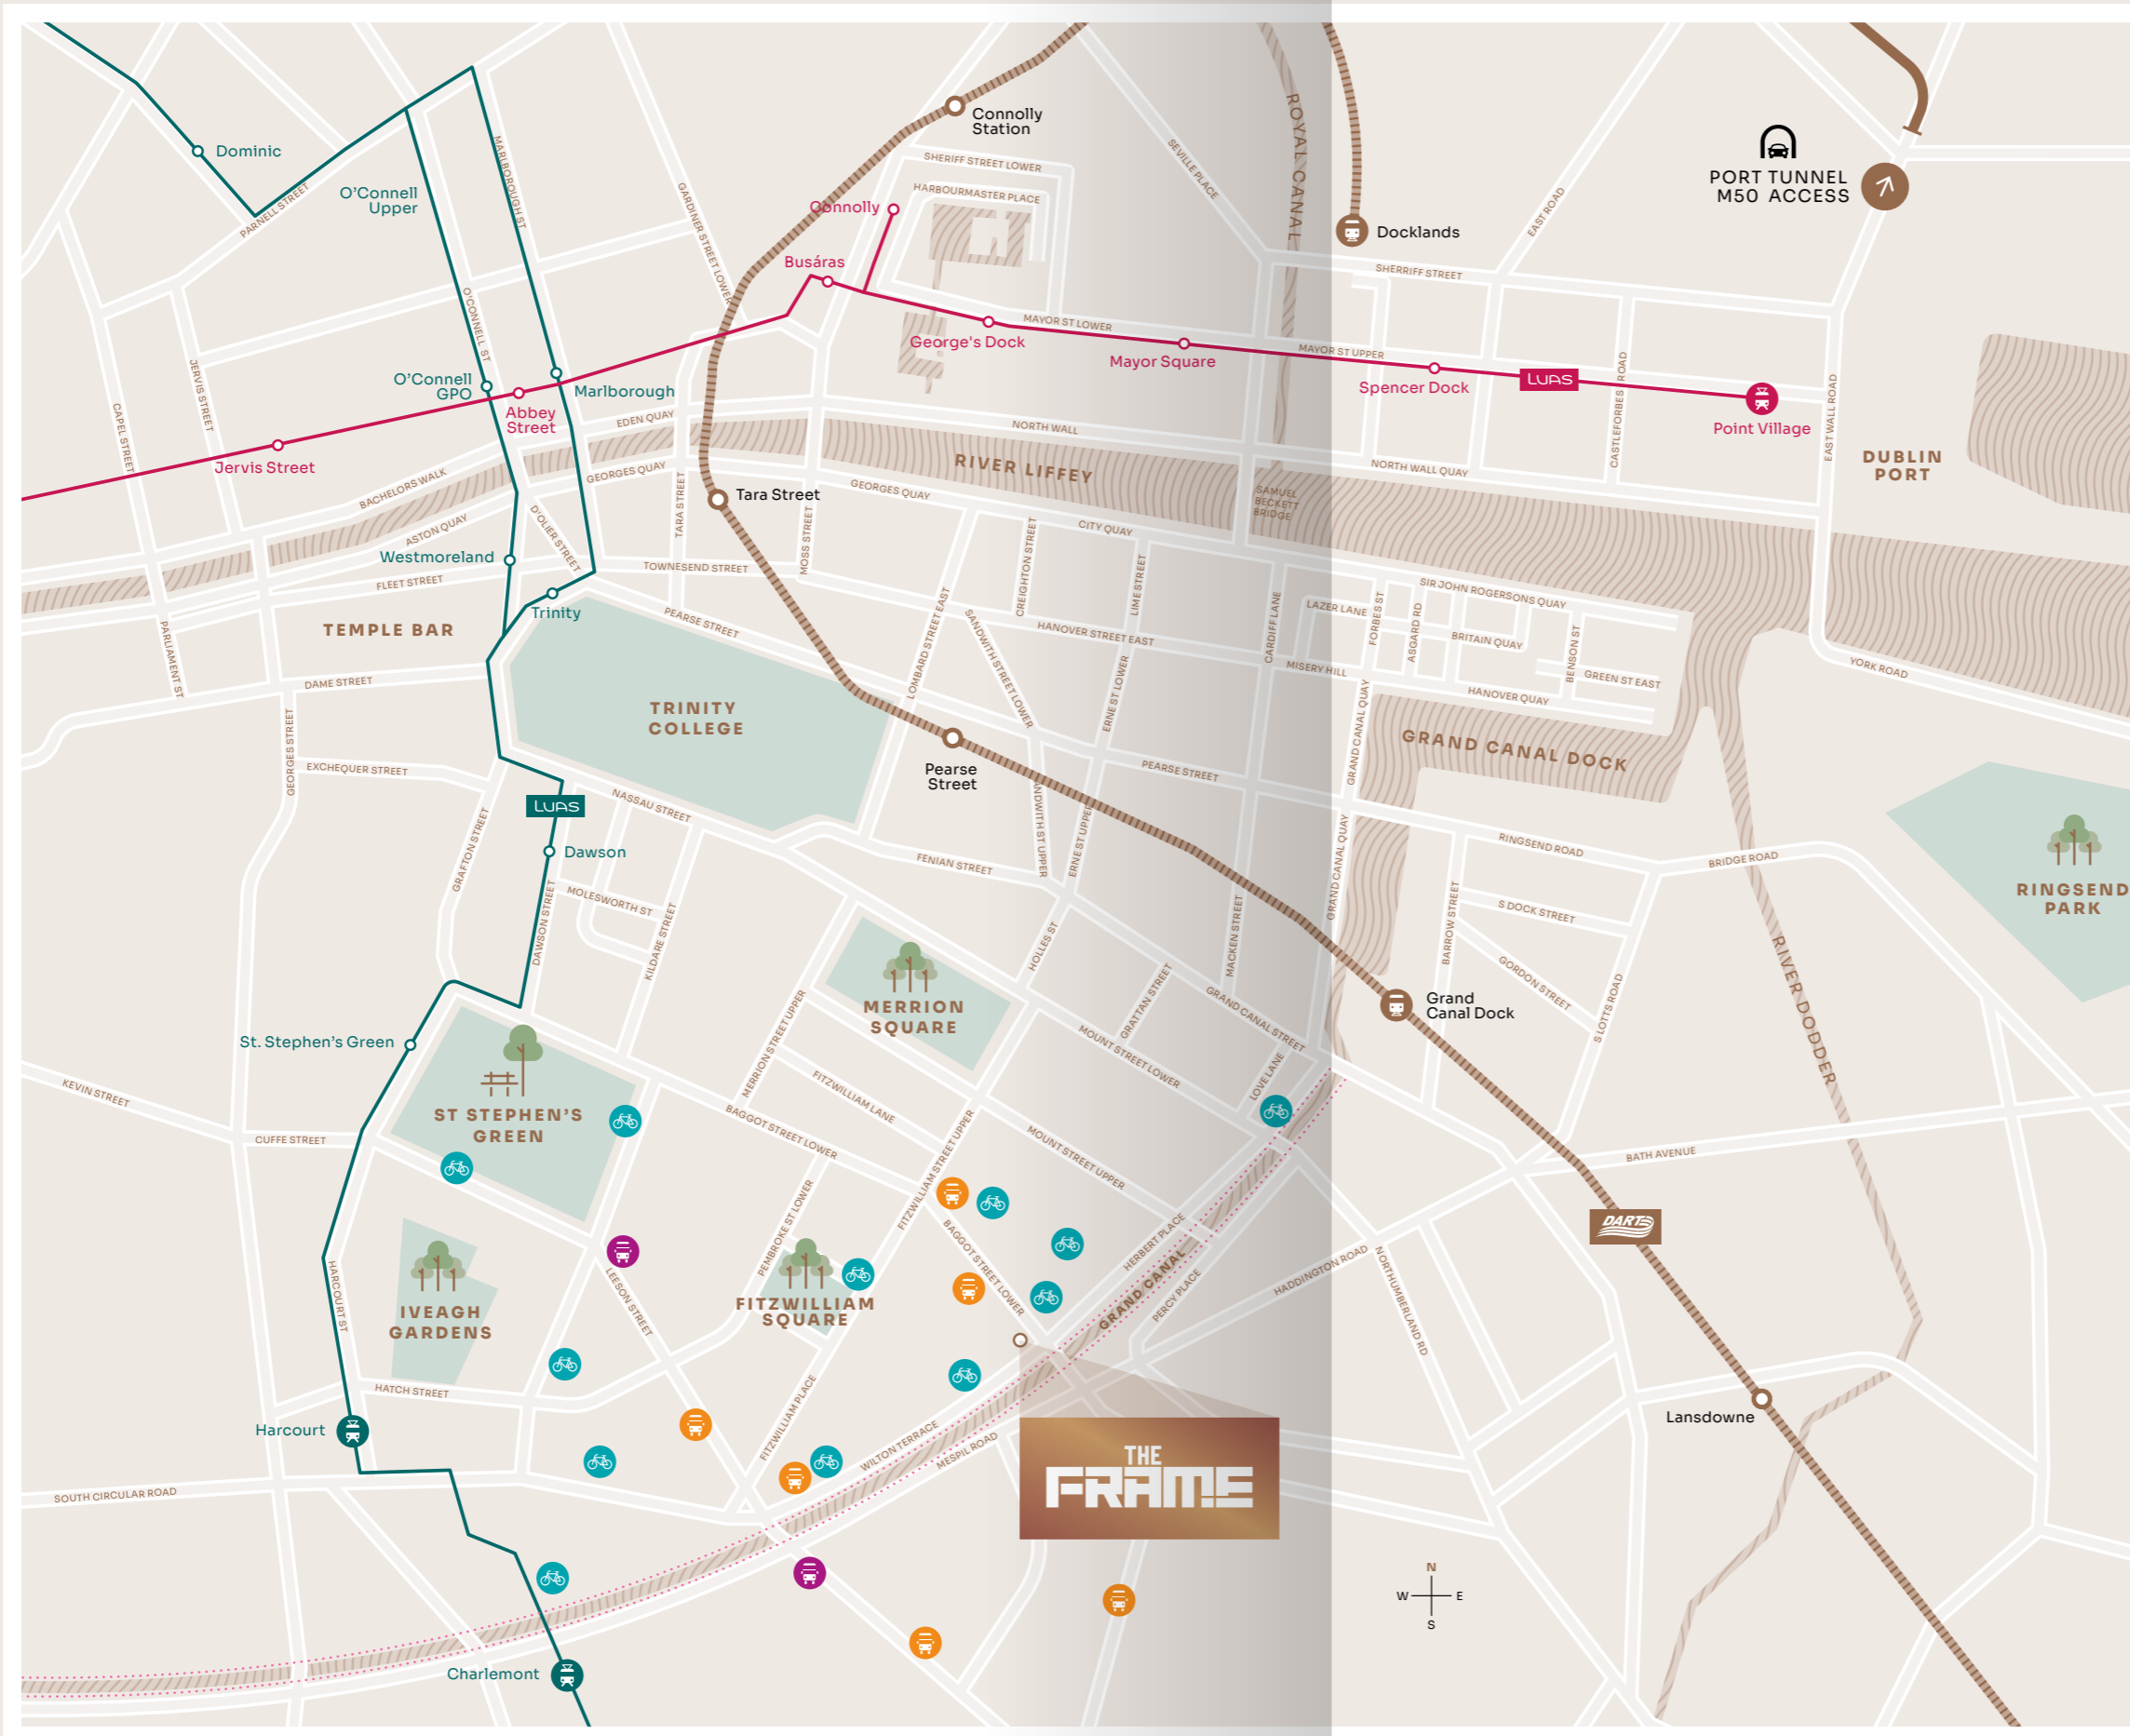 Connolly
Station
ROYAL CANAL
SEVILLE PLACE
PORT TUNNEL
M50 ACCESS
Dominic
MARLBOROUGH ST
O'Connell
Upper
PARNELL STREET
SHERIFF STREET LOWER
HARBOURMASTER PLACE
Connolly
GARDINER STREET LOWER
EAST ROAD
Docklands
Busáras
SHERRIFF STREET
O'CONNELL ST
MAYOR ST LOWER
George's Dock
MAYOR ST UPPER
Mayor Square
Spencer Dock
LUAS
Point Village
CASTLEFORBES ROAD
EAST WALL ROAD
JERVIS STREET
CAPEL STREET
O'Connell
GPO
Marlborough
Abbey
Street
Jervis Street
EDEN QUAY
NORTH WALL
RIVER LIFFEY
NORTH WALL QUAY
DUBLIN
PORT
BACHELORS WALK
GEORGES QUAY
Tara Street
GEORGES QUAY
SAMUEL
BECKETT
BRIDGE
ASTON QUAY
D'OLIER STREET
TARA STREET
MOSS STREET
CITY QUAY
CREIGHTON STREET
LIME STREET
Westmoreland
FLEET STREET
TOWNESEND STREET
Trinity
TEMPLE BAR
PARLIAMENT ST
PEARSE STREET
LOMBARD STREET EAST
SANDWITH STREET LOWER
HANOVER STREET EAST
CARDIFF LANE
LAZER LANE
FORBES ST
ASGARD RD
SIR JOHN ROGERSONS QUAY
BRITAIN QUAY
BENSON ST
MISERY HILL
GREEN ST EAST
HANOVER QUAY
YORK ROAD
DAME STREET
TRINITY
COLLEGE
ERNE ST LOWER
GRAND CANAL QUAY
GRAND CANAL DOCK
GEORGES STREET
EXCHEQUER STREET
Pearse
Street
PEARSE STREET
NASSAU STREET
LUAS
Dawson
GRAFTON STREET
DAWSON STREET
MOLESWORTH ST
KILDARE STREET
FENIAN STREET
NDWITH ST UPPER
ERNE ST UPPER
GRAND CANAL QUAY
RINGSEND ROAD
BRIDGE ROAD
RINGSEND
PARK
S DOCK STREET
BARROW STREET
GORDON STREET
S LOTTS ROAD
RIVER DODDER
HOLLES ST
MACKEN STREET
MERRION
SQUARE
GRATTAN STREET
GRAND CANAL STREET
Grand
Canal Dock
St. Stephen's Green
MERRION STREET UPPER
MOUNT STREET LOWER
LOVE LANE
KEVIN STREET
CUFFE STREET
ST STEPHEN'S
GREEN
FITZWILLIAM LANE
BAGGOT STREET LOWER
MOUNT STREET UPPER
FITZWILLIAM STREET UPPER
BATH AVENUE
DART
PEMBROKE ST LOWER
BAGGOT STREET LOWER
HERBERT PLACE
GRAND CANAL
PERCY PLACE
HADDINGTON ROAD
NORTHUMBERLAND RD
HARCOURT ST
IVEAGH
GARDENS
LEESON STREET
FITZWILLIAM
SQUARE
HATCH STREET
FITZWILLIAM PLACE
Harcourt
WILTON TERRACE
MESPIL ROAD
Lansdowne
THE
FRAME
SOUTH CIRCULAR ROAD
N
W E
S
Charlemont